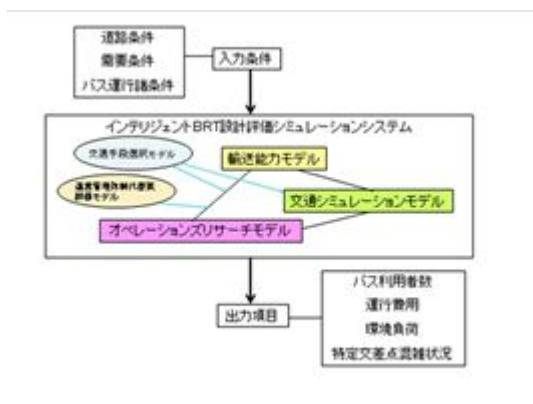 道路条件
需要条件
バス運行諸条件
入力条件
インテリジェントBRT設計評価シミュレーションシステム
交通手段選択モデル
輸送能力モデル
評価モデル
交通シミュレーションモデル
オペレーションズリサーチモデル
出力項目
バス利用者数
運行費用
環境負荷
特定交差点混雑状況